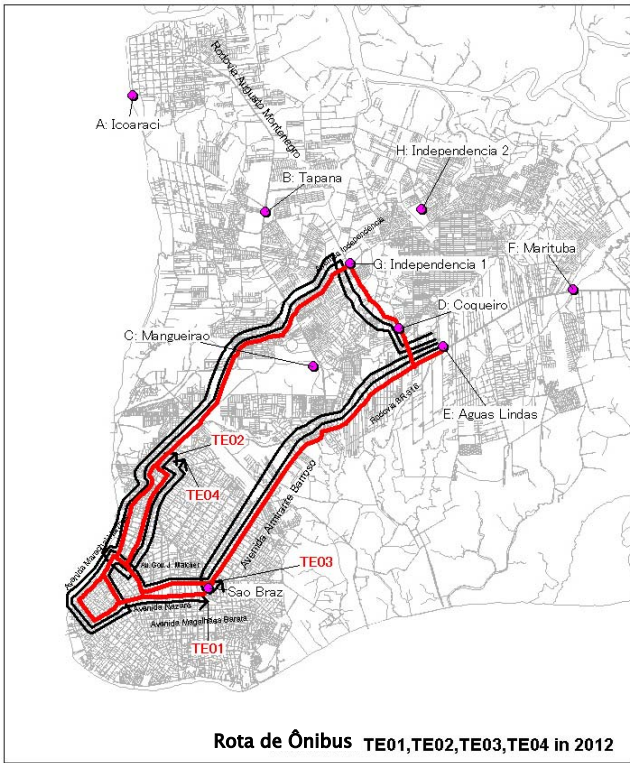 Rodovia Augusto Montenegro
A: Icoaraci
H: Independencia 2
B: Tapana
Avenida Independência
F: Marituba
G: Independencia 1
D: Coqueiro
C: Mangueirao
E: Aguas Lindas
Rodovia BR-316
TE02
TE04
Avenida Almirante Barroso
TE03
Sao Braz
Avenida Nazaré
Avenida Magalhães Barata
TE01
Rota de Ônibus TE01,TE02,TE03,TE04 in 2012